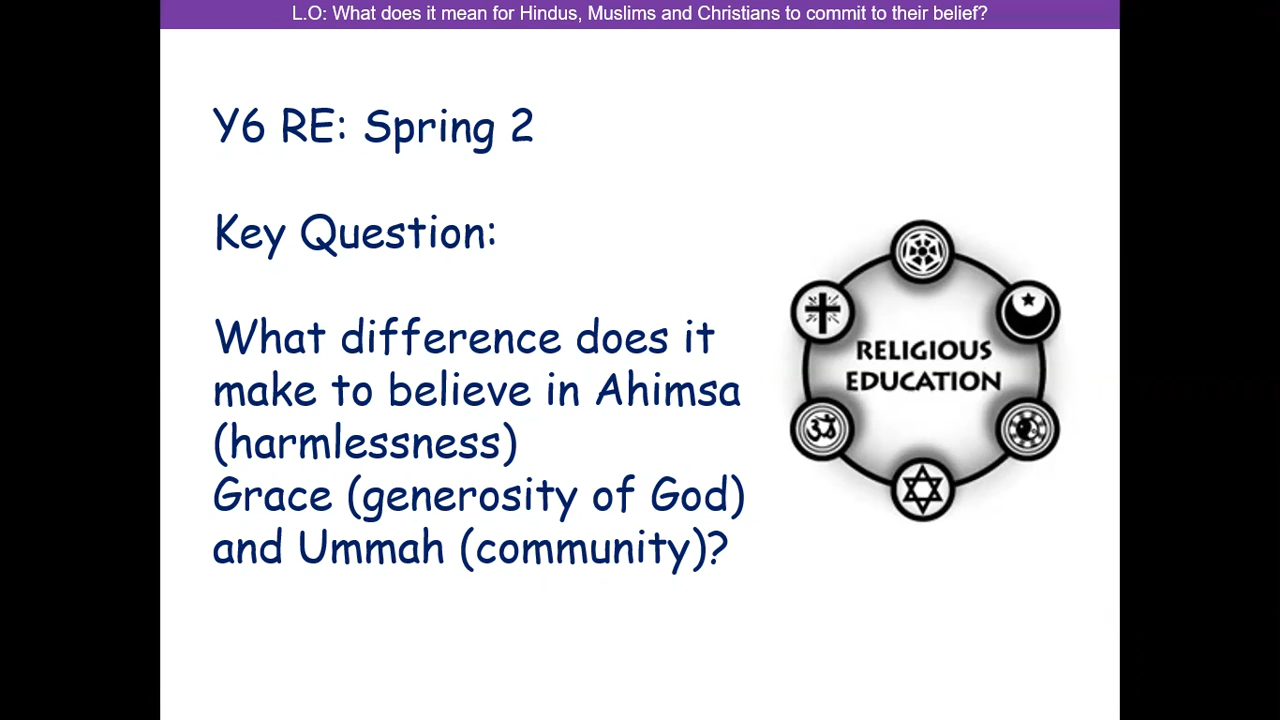 L.O: What does it mean for Hindus, Muslims and Christians to commit to their belief?
Y6 RE: Spring 2
Key Question:
What difference does it
make to believe in Ahimsa
(harmlessness)
Grace (generosity of God)
and Ummah (community)?
RELIGIOUS
EDUCATION
ॐ